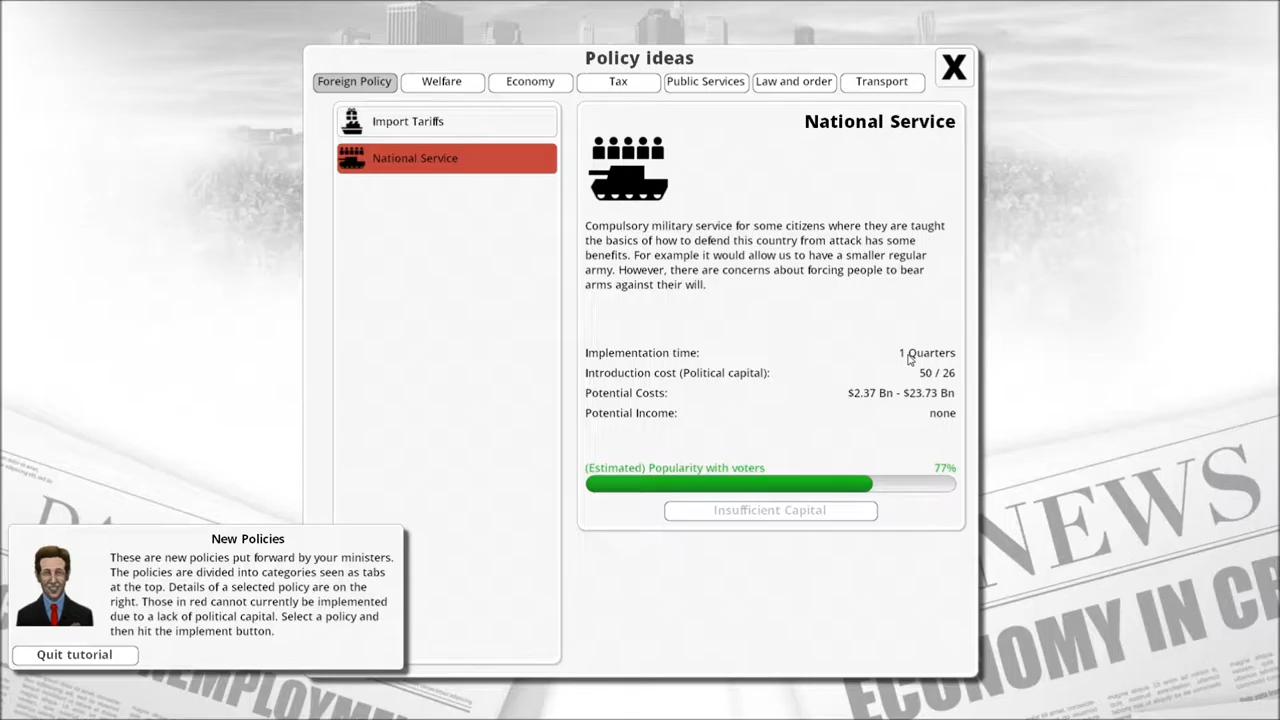 Policy ideas
X
Foreign Policy
Welfare
Economy
Tax
Public Services
Law and order
Transport
Import Tariffs
National Service
National Service
Compulsory military service for some citizens where they are taught
the basics of how to defend this country from attack has some
benefits. For example it would allow us to have a smaller regular
army. However, there are concerns about forcing people to bear
arms against their will.
Implementation time: 1 Quarters
Introduction cost (Political capital): 50 / 26
Potential Costs: $2.37 Bn - $23.73 Bn
Potential Income: none
(Estimated) Popularity with voters 77%
Insufficient Capital
New Policies
These are new policies put forward by your ministers.
The policies are divided into categories seen as tabs
at the top. Details of a selected policy are on the
right. Those in red cannot currently be implemented
due to a lack of political capital. Select a policy and
then hit the implement button.
Quit tutorial
NEWS
ECONOMY IN CR